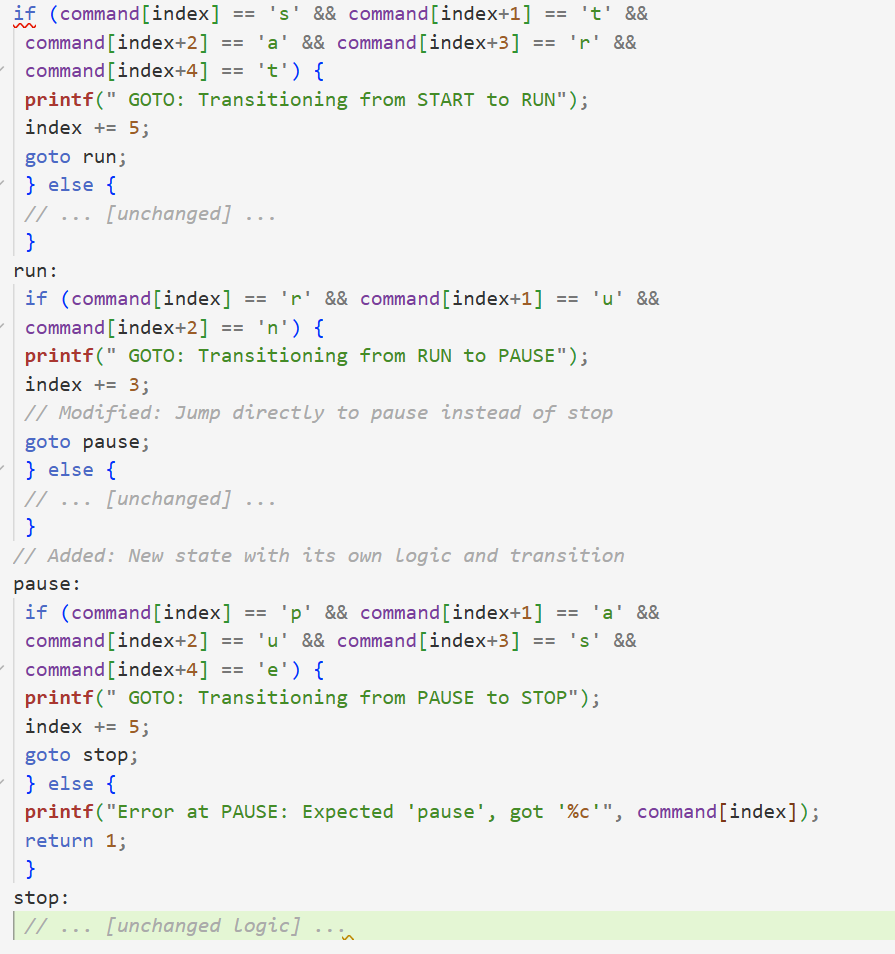 if (command[index] == 's' && command[index+1] == 't' &&
command[index+2] == 'a' && command[index+3] == 'r' &&
command[index+4] == 't') {
printf(" GOTO: Transitioning from START to RUN");
index += 5;
goto run;
} else {
// ... [unchanged] ...
}
run:
if (command[index] == 'r' && command[index+1] == 'u' &&
command[index+2] == 'n') {
printf(" GOTO: Transitioning from RUN to PAUSE");
index += 3;
// Modified: Jump directly to pause instead of stop
goto pause;
} else {
// ... [unchanged] ...
}
// Added: New state with its own logic and transition
pause:
if (command[index] == 'p' && command[index+1] == 'a' &&
command[index+2] == 'u' && command[index+3] == 's' &&
command[index+4] == 'e') {
printf(" GOTO: Transitioning from PAUSE to STOP");
index += 5;
goto stop;
} else {
printf("Error at PAUSE: Expected 'pause', got '%c'", command[index]);
return 1;
}
stop:
// ... [unchanged logic] ...